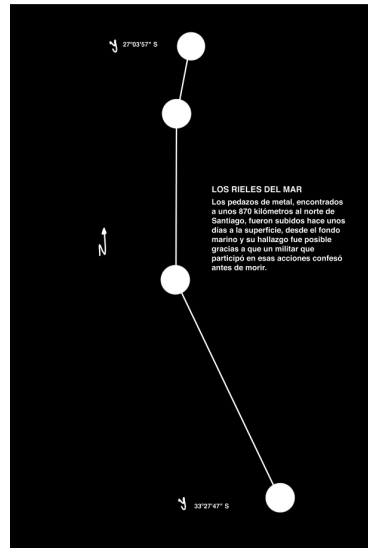 y 27°03'57" S
LOS RIELES DEL MAR
Los pedazos de metal, encontrados
a unos 870 kilómetros al norte de
Santiago, fueron subidos hace unos
días a la superfície, desde el fondo
marino y su hallazgo fue posible
gracias a que un militar que
participó en esas acciones confesó
antes de morir.
N
y 33°27'47" S